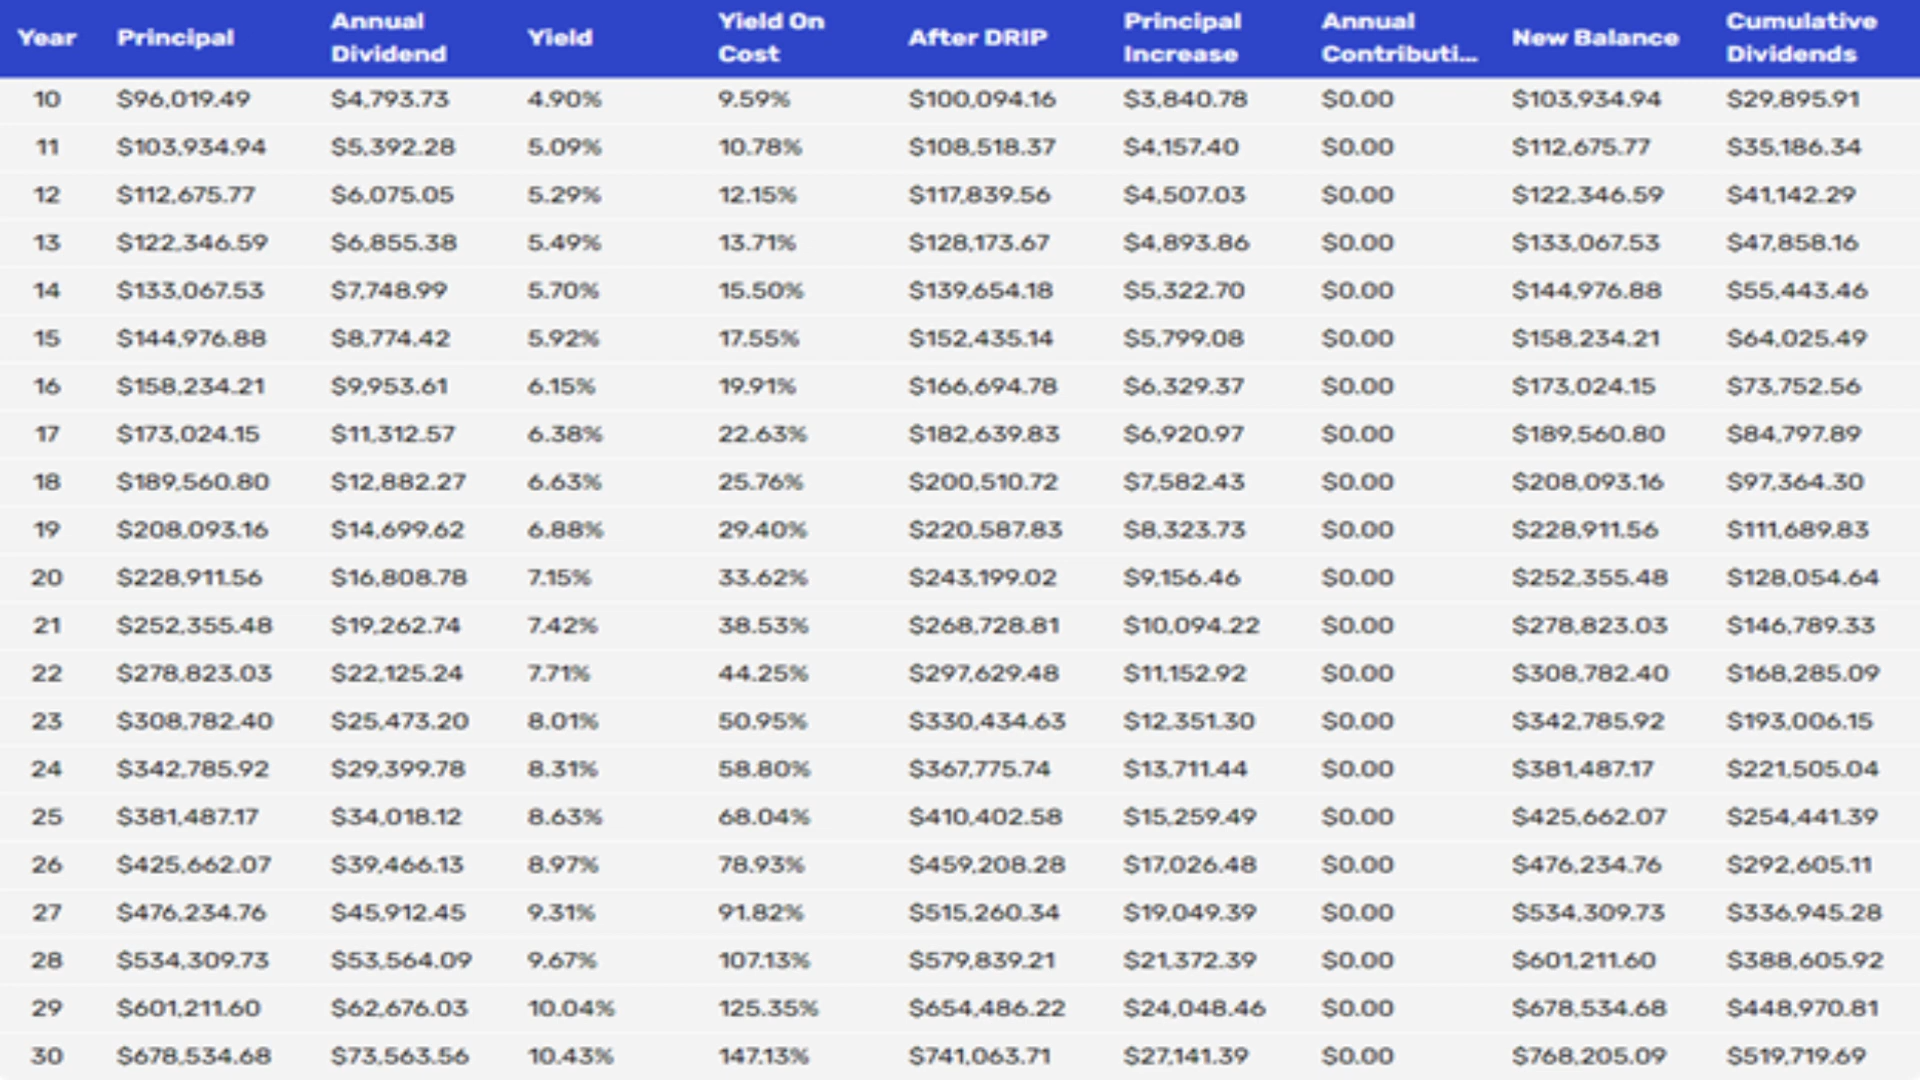 Year Principal Annual Dividend Yield Yield On Cost After DRIP Principal Increase Annual Contributi... New Balance Cumulative Dividends
10 $96,019.49 $4,793.73 4.90% 9.59% $100,094.16 $3,840.78 $0.00 $103,934.94 $29,895.91
11 $103,934.94 $5,392.28 5.09% 10.78% $108,518.37 $4,157.40 $0.00 $112,675.77 $35,186.34
12 $112,675.77 $6,075.05 5.29% 12.15% $117,839.56 $4,507.03 $0.00 $122,346.59 $41,142.29
13 $122,346.59 $6,855.38 5.49% 13.71% $128,173.67 $4,893.86 $0.00 $133,067.53 $47,858.16
14 $133,067.53 $7,748.99 5.70% 15.50% $139,654.18 $5,322.70 $0.00 $144,976.88 $55,443.46
15 $144,976.88 $8,774.42 5.92% 17.55% $152,435.14 $5,799.08 $0.00 $158,234.21 $64,025.49
16 $158,234.21 $9,953.61 6.15% 19.91% $166,694.78 $6,329.37 $0.00 $173,024.15 $73,752.56
17 $173,024.15 $11,312.57 6.38% 22.63% $182,639.83 $6,920.97 $0.00 $189,560.80 $84,797.89
18 $189,560.80 $12,882.27 6.63% 25.76% $200,510.72 $7,582.43 $0.00 $208,093.16 $97,364.30
19 $208,093.16 $14,699.62 6.88% 29.40% $220,587.83 $8,323.73 $0.00 $228,911.56 $111,689.83
20 $228,911.56 $16,808.78 7.15% 33.62% $243,199.02 $9,156.46 $0.00 $252,355.48 $128,054.64
21 $252,355.48 $19,262.74 7.42% 38.53% $268,728.81 $10,094.22 $0.00 $278,823.03 $146,789.33
22 $278,823.03 $22,125.24 7.71% 44.25% $297,629.48 $11,152.92 $0.00 $308,782.40 $168,285.09
23 $308,782.40 $25,473.20 8.01% 50.95% $330,434.63 $12,351.30 $0.00 $342,785.92 $193,006.15
24 $342,785.92 $29,399.78 8.31% 58.80% $367,775.74 $13,711.44 $0.00 $381,487.17 $221,505.04
25 $381,487.17 $34,018.12 8.63% 68.04% $410,402.58 $15,259.49 $0.00 $425,662.07 $254,441.39
26 $425,662.07 $39,466.13 8.97% 78.93% $459,208.28 $17,026.48 $0.00 $476,234.76 $292,605.11
27 $476,234.76 $45,912.45 9.31% 91.82% $515,260.34 $19,049.39 $0.00 $534,309.73 $336,945.28
28 $534,309.73 $53,564.09 9.67% 107.13% $579,839.21 $21,372.39 $0.00 $601,211.60 $388,605.92
29 $601,211.60 $62,676.03 10.04% 125.35% $654,486.22 $24,048.46 $0.00 $678,534.68 $448,970.81
30 $678,534.68 $73,563.56 10.43% 147.13% $741,063.71 $27,141.39 $0.00 $768,205.09 $519,719.69